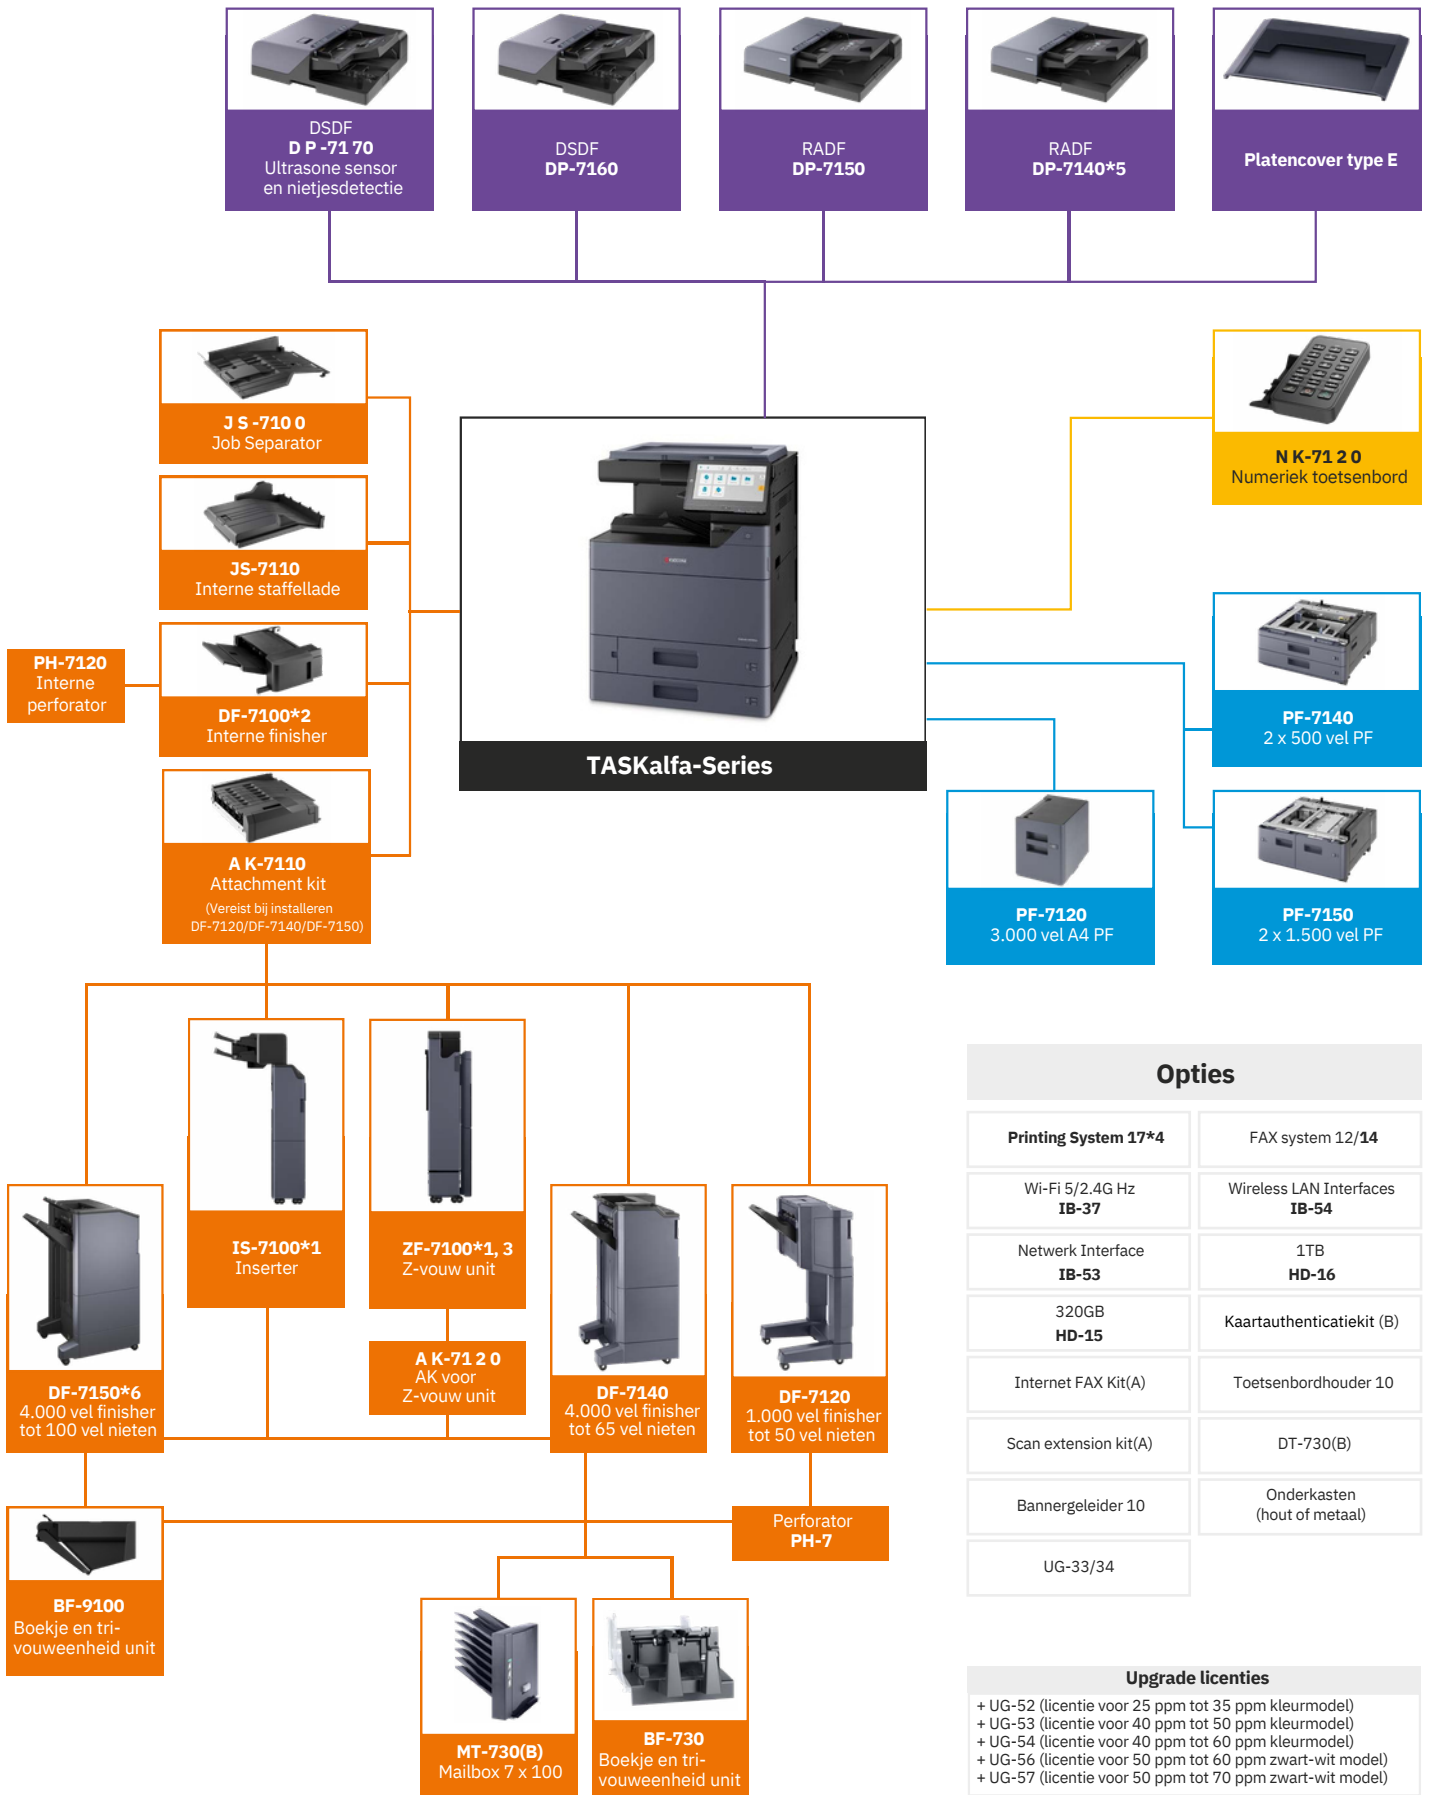 DSDF
D P -71 70
Ultrasone sensor
en nietjesdetectie
DSDF
DP-7160
RADF
DP-7150
RADF
DP-7140*5
Platencover type E
J S -710 0
Job Separator
JS-7110
Interne staffellade
PH-7120
Interne
perforator
DF-7100*2
Interne finisher
A K-7110
Attachment kit
(Vereist bij installeren
DF-7120/DF-7140/DF-7150)
TASKalfa-Series
N K-71 2 0
Numeriek toetsenbord
PF-7140
2 x 500 vel PF
PF-7120
3.000 vel A4 PF
PF-7150
2 x 1.500 vel PF
DF-7150*6
4.000 vel finisher
tot 100 vel nieten
IS-7100*1
Inserter
ZF-7100*1, 3
Z-vouw unit
A K-71 2 0
AK voor
Z-vouw unit
DF-7140
4.000 vel finisher
tot 65 vel nieten
DF-7120
1.000 vel finisher
tot 50 vel nieten
Perforator
PH-7
BF-9100
Boekje en tri-
vouweenheid unit
MT-730(B)
Mailbox 7 x 100
BF-730
Boekje en tri-
vouweenheid unit
Opties
Printing System 17*4
FAX system 12/14
Wi-Fi 5/2.4G Hz
IB-37
Wireless LAN Interfaces
IB-54
Netwerk Interface
IB-53
1TB
HD-16
320GB
HD-15
Kaartauthenticatiekit (B)
Internet FAX Kit(A)
Toetsenbordhouder 10
Scan extension kit(A)
DT-730(B)
Bannergeleider 10
Onderkasten
(hout of metaal)
UG-33/34
Upgrade licenties
+ UG-52 (licentie voor 25 ppm tot 35 ppm kleurmodel)
+ UG-53 (licentie voor 40 ppm tot 50 ppm kleurmodel)
+ UG-54 (licentie voor 40 ppm tot 60 ppm kleurmodel)
+ UG-56 (licentie voor 50 ppm tot 60 ppm zwart-wit model)
+ UG-57 (licentie voor 50 ppm tot 70 ppm zwart-wit model)